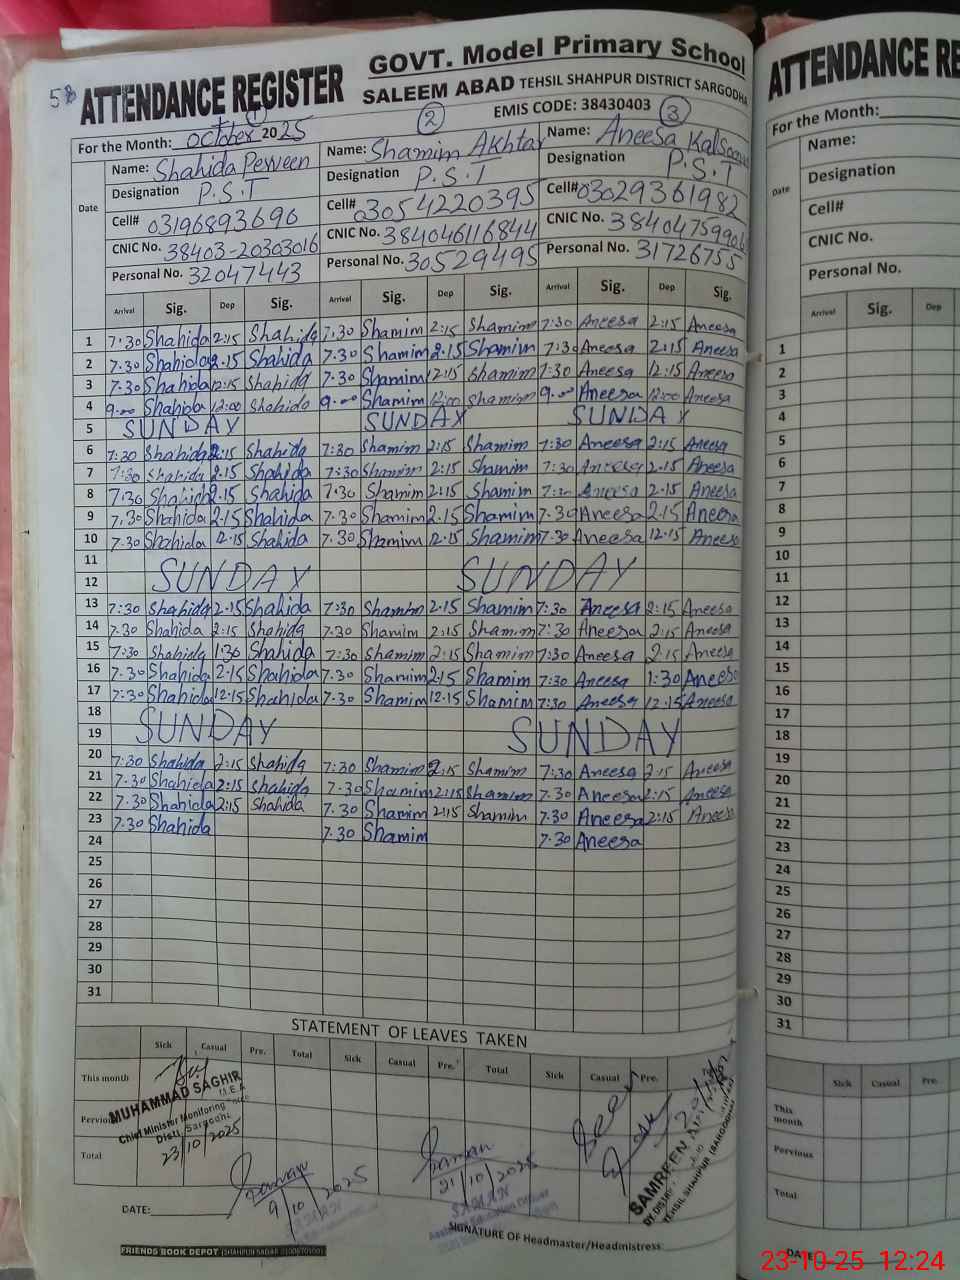 58
ATTENDANCE REGISTER
GOVT. Model Primary School
SALEEM ABAD TEHSIL SHAHPUR DISTRICT SARGODHA
EMIS CODE: 38430403
For the Month: October 2025
1 2 3
Date
Name: Shahida Perveen Name: Shamim Akhtar Name: Aneesa Kalsoom
Designation P.S.T Designation P.S.T Designation P.S.T
Cell# 03196893696 Cell# 03054220395 Cell# 03029361982
CNIC No. 38403-20303016 CNIC No. 384046116844 CNIC No. 3840475990
Personal No. 32047443 Personal No. 30529495 Personal No. 31726755
Arrival Sig. Dep Sig. Arrival Sig. Dep Sig. Arrival Sig. Dep Sig.
1 7.30 Shahida 2:15 Shahida 7.30 Shamim 2:15 Shamim 7:30 Aneesa 2:15 Aneesa
2 7.30 Shahida 2.15 Shahida 7.30 Shamim 2.15 Shamim 7:30 Aneesa 2:15 Aneesa
3 7.30 Shahida 12:15 Shahida 7.30 Shamim 12:15 Shamim 7:30 Aneesa 12:15 Aneesa
4 9.00 Shahida 12:00 Shahida 9.00 Shamim 12:00 Shamim 9.00 Aneesa 12:00 Aneesa
5 SUNDAY SUNDAY SUNDAY
6 7:30 Shahida 2:15 Shahida 7:30 Shamim 2:15 Shamim 7:30 Aneesa 2:15 Aneesa
7 7:30 Shahida 2.15 Shahida 7:30 Shamim 2:15 Shamim 7:30 Aneesa 2.15 Aneesa
8 7:30 Shahida 2.15 Shahida 7.30 Shamim 2:15 Shamim 7:30 Aneesa 2.15 Aneesa
9 7.30 Shahida 2.15 Shahida 7.30 Shamim 2.15 Shamim 7.30 Aneesa 2.15 Aneesa
10 7.30 Shahida 12.15 Shahida 7.30 Shamim 12.15 Shamim 7.30 Aneesa 12.15 Aneesa
11
12 SUNDAY SUNDAY
13 7:30 Shahida 2.15 Shahida 7:30 Shamim 2.15 Shamim 7:30 Aneesa 2:15 Aneesa
14 7.30 Shahida 2:15 Shahida 7.30 Shamim 2:15 Shamim 7:30 Aneesa 2:15 Aneesa
15 7:30 Shahida 1:30 Shahida 7:30 Shamim 2:15 Shamim 7:30 Aneesa 2:15 Aneesa
16 7.30 Shahida 2.15 Shahida 7.30 Shamim 2.15 Shamim 7:30 Aneesa 1:30 Aneesa
17 7:30 Shahida 12:15 Shahida 7.30 Shamim 12.15 Shamim 7:30 Aneesa 12.15 Aneesa
18
19 SUNDAY SUNDAY
20 7:30 Shahida 2:15 Shahida 7:30 Shamim 2:15 Shamim 7:30 Aneesa 2:15 Aneesa
21 7.30 Shahida 2:15 Shahida 7.30 Shamim 2:15 Shamim 7.30 Aneesa 2:15 Aneesa
22 7.30 Shahida 2:15 Shahida 7.30 Shamim 2:15 Shamim 7.30 Aneesa 2:15 Aneesa
23 7.30 Shahida 7.30 Shamim 7.30 Aneesa
24
25
26
27
28
29
30
31
STATEMENT OF LEAVES TAKEN
Sick Casual Pre. Total Sick Casual Pre. Total Sick Casual Pre.
This month
Total
MUHAMMAD SAGHIR
M.E.A
Chief Minister Monitoring
Distt. Sargodha
23/10/2025
9/10/2025
21/10/2025
SAMREEN
TEHSIL SHAHPUR (SARGODHA)
DATE:
SIGNATURE OF Headmaster/Headmistress
FRIENDS BOOK DEPOT
ATTENDANCE RE
For the Month:
Date
Name:
Designation
Cell#
CNIC No.
Personal No.
Arrival Sig. Dep
1
2
3
4
5
6
7
8
9
10
11
12
13
14
15
16
17
18
19
20
21
22
23
24
25
26
27
28
29
30
31
Sick Casual Pre.
This month
Previous
Total
DATE
23-10-25 12:24